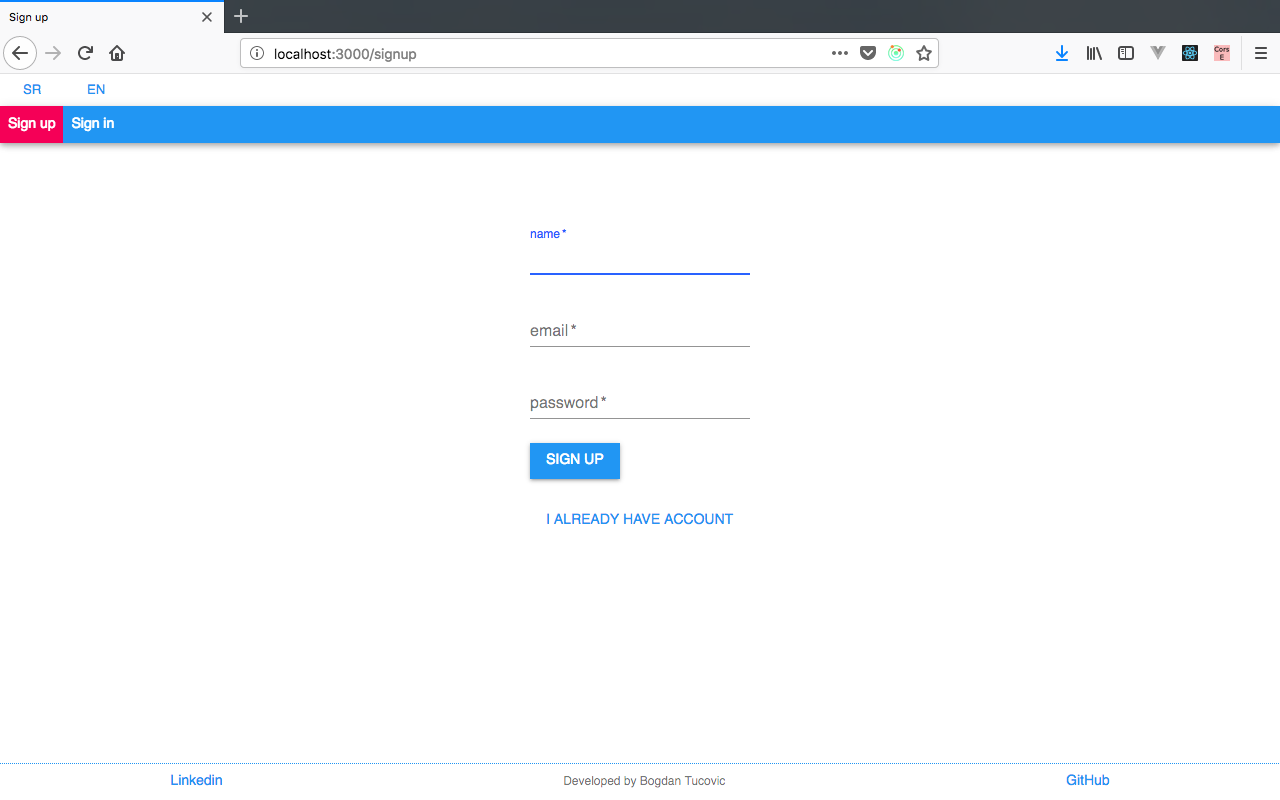 Sign up
localhost:3000/signup
Cors E
SR EN
Sign up Sign in
name *
email *
password *
SIGN UP
I ALREADY HAVE ACCOUNT
Linkedin Developed by Bogdan Tucovic GitHub